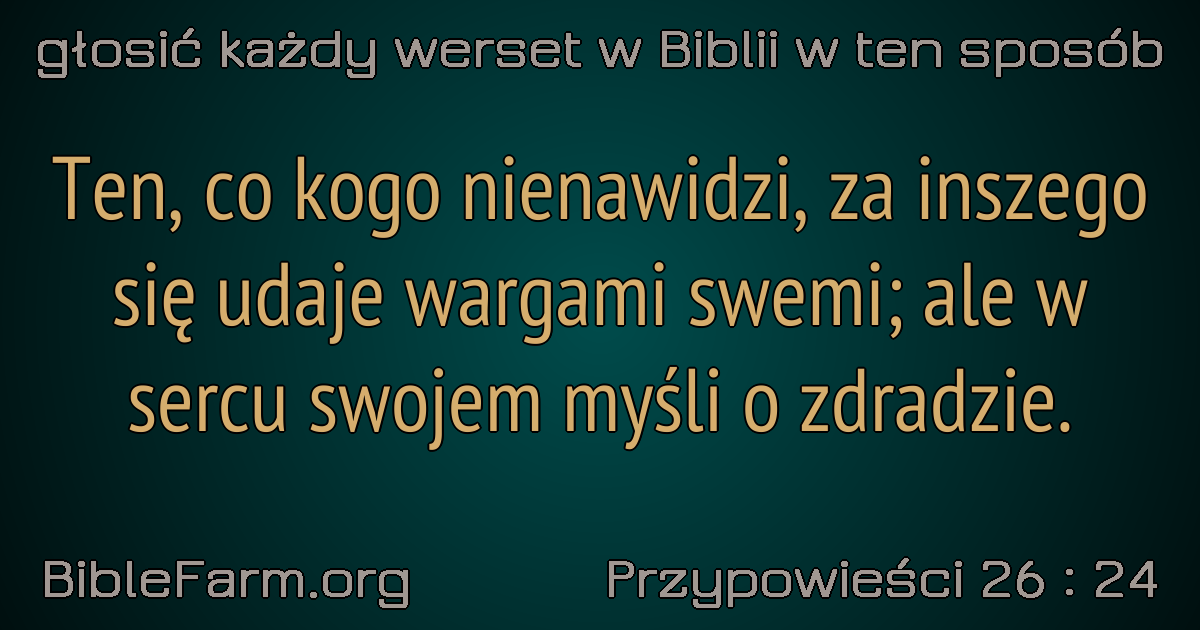 głosić każdy werset w Biblii w ten sposób
Ten, co kogo nienawidzi, za inszego
się udaje wargami swemi; ale w
sercu swojem myśli o zdradzie.
BibleFarm.org
Przypowieści 26 : 24